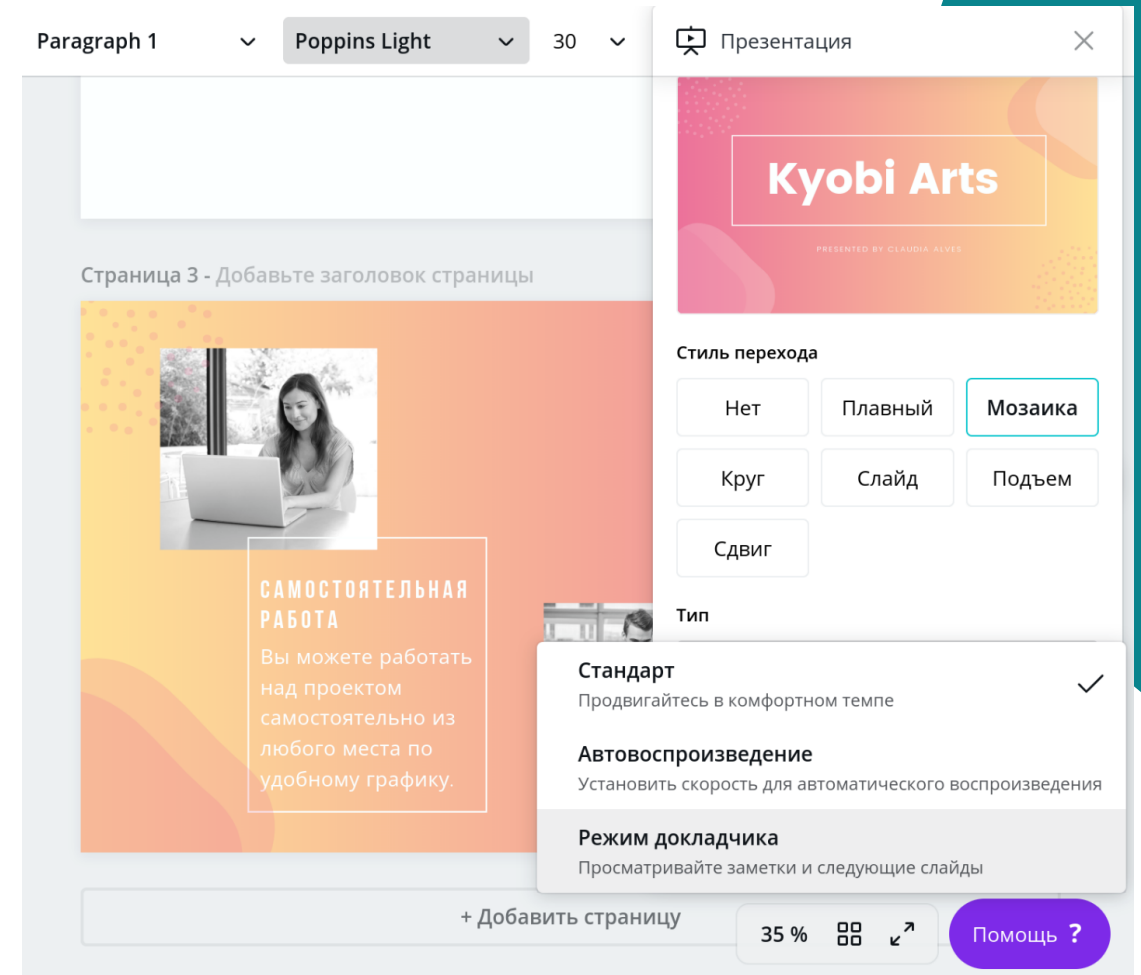 Paragraph 1
Poppins Light
30
Презентация
Kyobi Arts
PRESENTED BY CLAUDIA ALVES
Страница 3 - Добавьте заголовок страницы
Стиль перехода
Нет
Плавный
Мозаика
Круг
Слайд
Подъем
Сдвиг
Тип
САМОСТОЯТЕЛЬНАЯ
РАБОТА
Вы можете работать
над проектом
самостоятельно из
любого места по
удобному графику.
Стандарт
Продвигайтесь в комфортном темпе
Автовоспроизведение
Установить скорость для автоматического воспроизведения
Режим докладчика
Просматривайте заметки и следующие слайды
+ Добавить страницу
35 %
Помощь ?